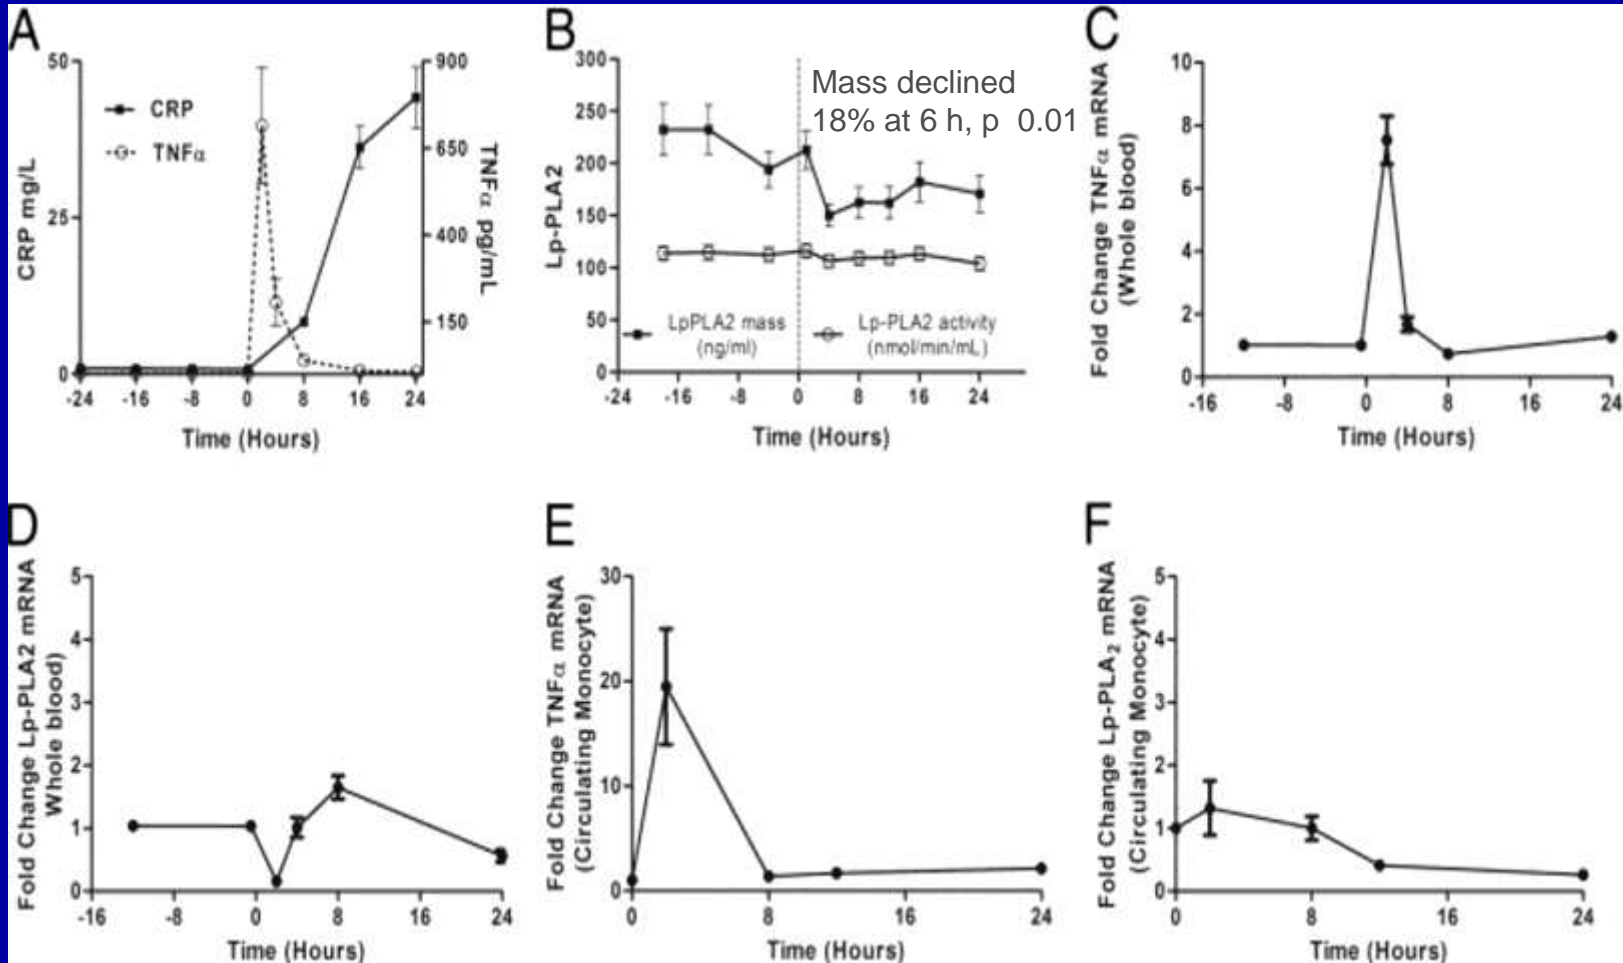 A
50
25
0
CRP mg/L
CRP
TNFα
900
650
400
150
TNFα pg/mL
-24 -16 -8 0 8 16 24
Time (Hours)
B
300
250
200
150
100
50
0
Lp-PLA2
Mass declined
18% at 6 h, p 0.01
LpPLA2 mass
(ng/ml)
Lp-PLA2 activity
(nmol/min/mL)
-24 -16 -8 0 8 16 24
Time (Hours)
C
10
8
6
4
2
0
Fold Change TNFα mRNA
(Whole blood)
-16 -8 0 8 16 24
Time (Hours)
D
5
4
3
2
1
0
Fold Change Lp-PLA2 mRNA
Whole blood)
-16 -8 0 8 16 24
Time (Hours)
E
30
20
10
0
Fold Change TNFα mRNA
(Circulating Monocyte)
0 8 16 24
Time (Hours)
F
5
4
3
2
1
0
Fold Change Lp-PLA₂ mRNA
(Circulating Monocyte)
0 8 16 24
Time (Hours)